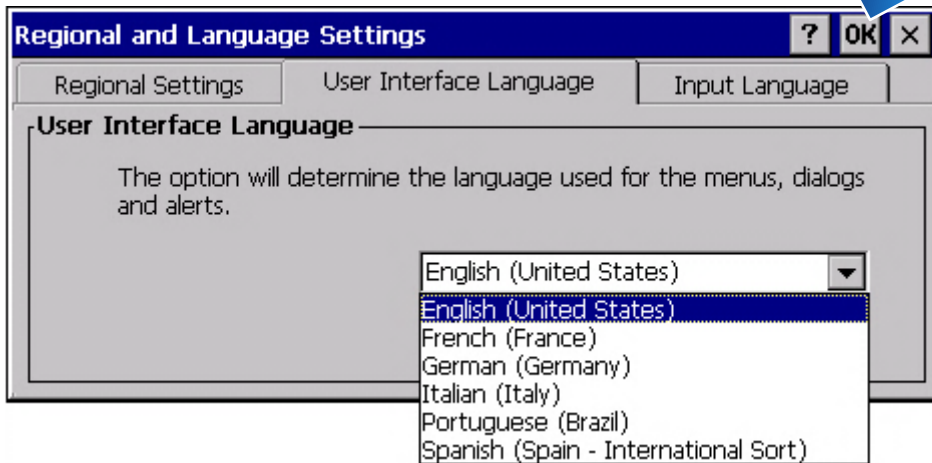 Regional and Language Settings ? OK ×
Regional Settings User Interface Language Input Language
User Interface Language
The option will determine the language used for the menus, dialogs
and alerts.
English (United States)
English (United States)
French (France)
German (Germany)
Italian (Italy)
Portuguese (Brazil)
Spanish (Spain - International Sort)